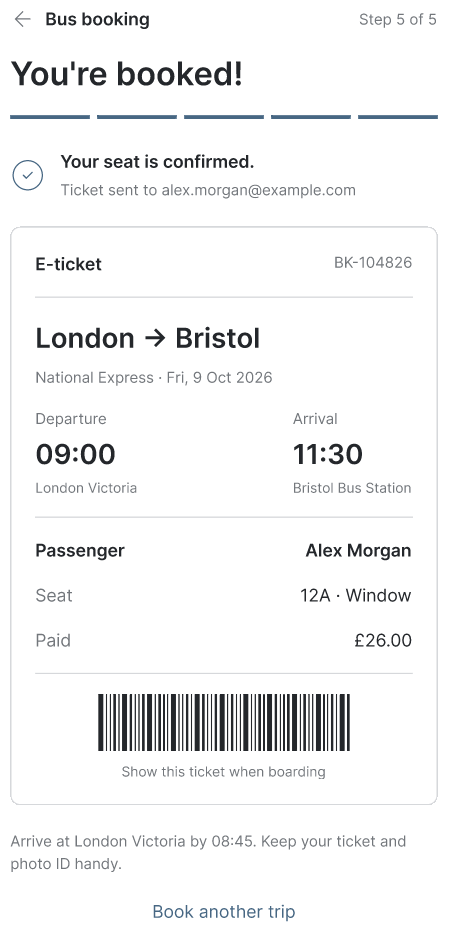 Bus booking
Step 5 of 5
You're booked!
Your seat is confirmed.
Ticket sent to alex.morgan@example.com
E-ticket
BK-104826
London → Bristol
National Express · Fri, 9 Oct 2026
Departure
Arrival
09:00
11:30
London Victoria
Bristol Bus Station
Passenger
Alex Morgan
Seat
12A · Window
Paid
£26.00
Show this ticket when boarding
Arrive at London Victoria by 08:45. Keep your ticket and
photo ID handy.
Book another trip